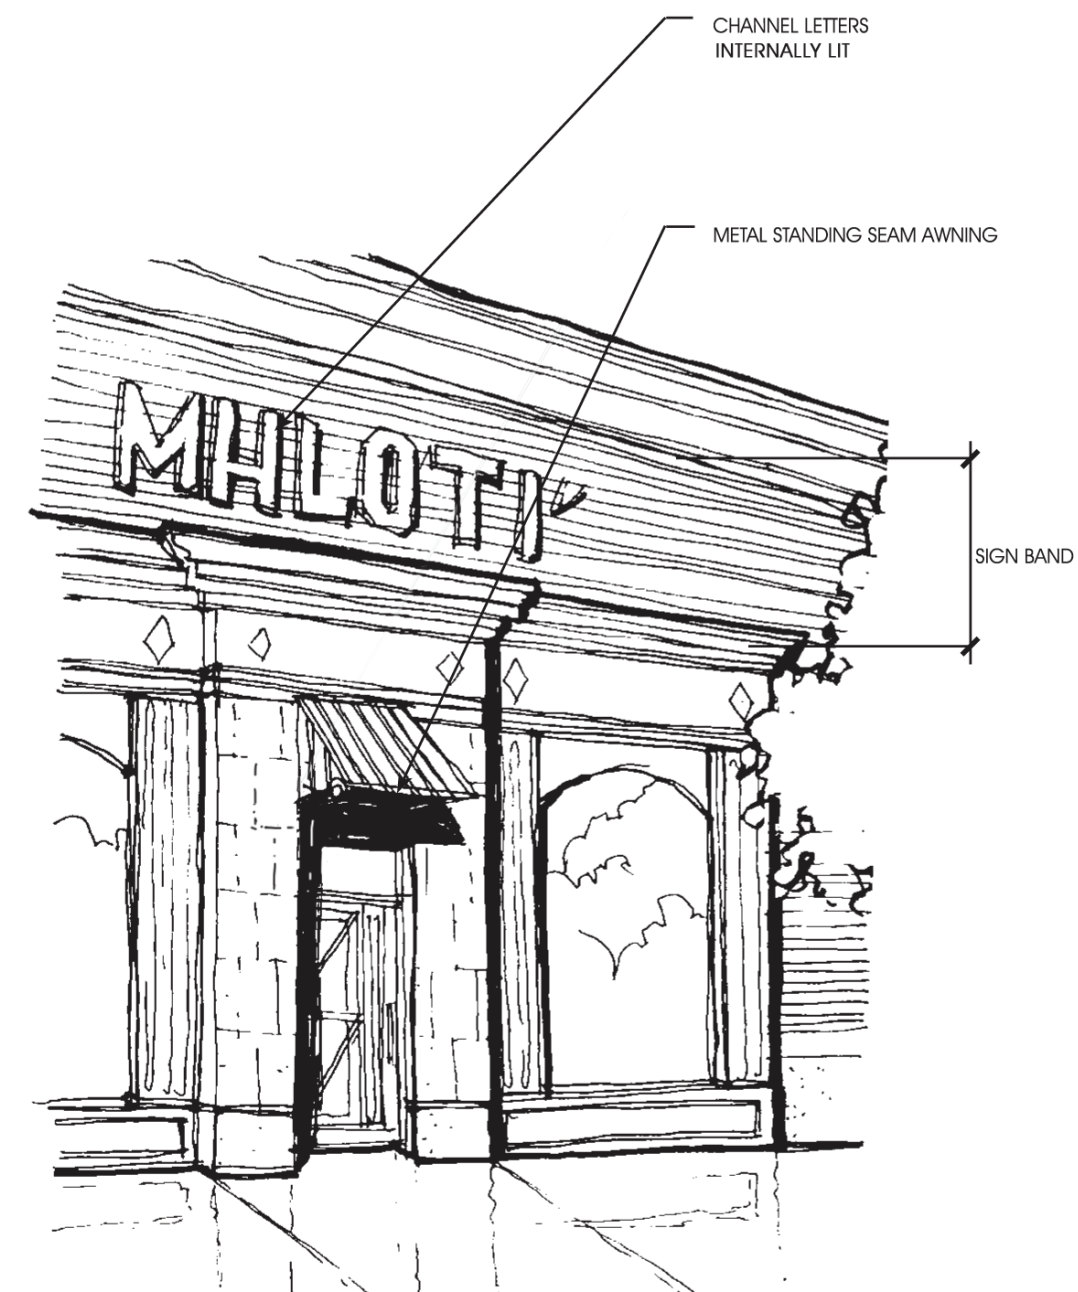 CHANNEL LETTERS
INTERNALLY LIT
METAL STANDING SEAM AWNING
MHLOTI
SIGN BAND